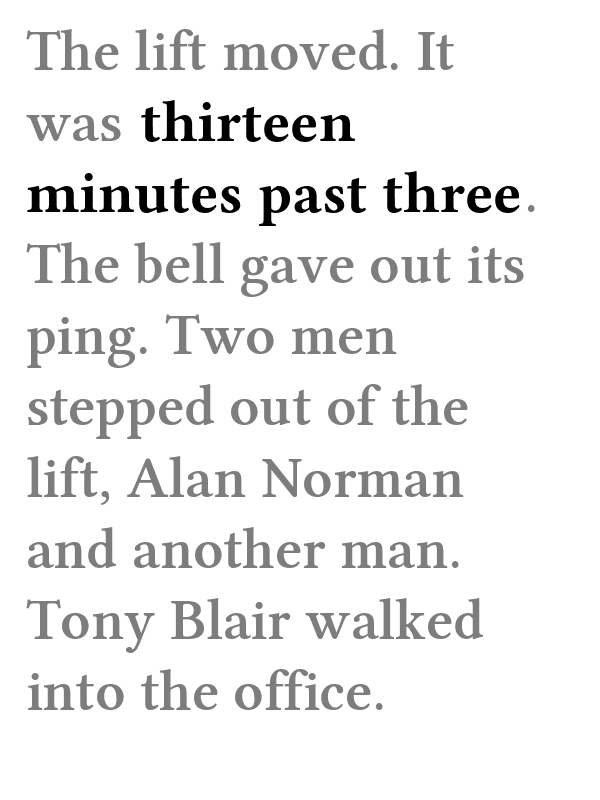 The lift moved. It
was thirteen
minutes past three.
The bell gave out its
ping. Two men
stepped out of the
lift, Alan Norman
and another man.
Tony Blair walked
into the office.